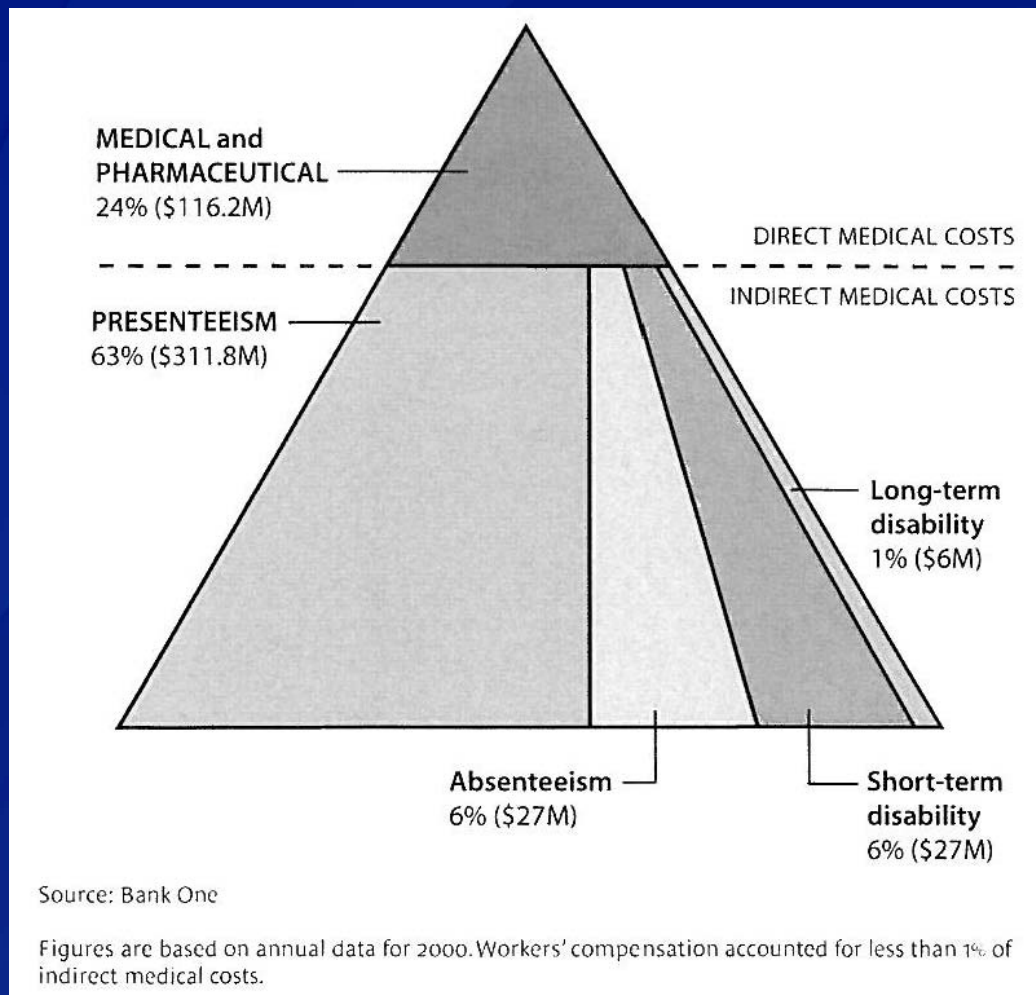 MEDICAL and
PHARMACEUTICAL
24% ($116.2M)
DIRECT MEDICAL COSTS
INDIRECT MEDICAL COSTS
PRESENTEEISM
63% ($311.8M)
Long-term
disability
1% ($6M)
Absenteeism
6% ($27M)
Short-term
disability
6% ($27M)
Source: Bank One
Figures are based on annual data for 2000. Workers' compensation accounted for less than 1% of
indirect medical costs.